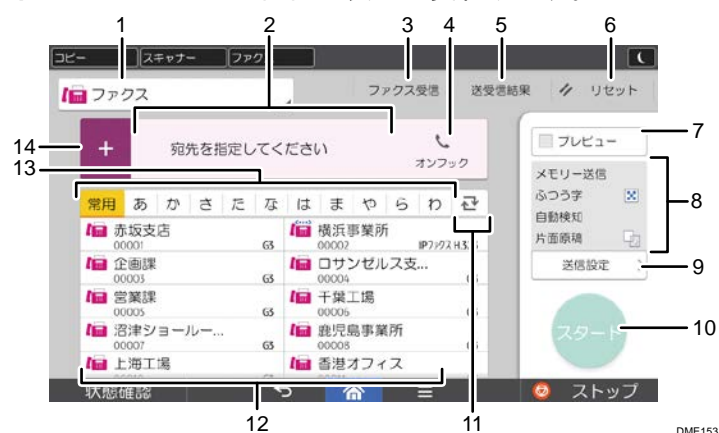 1 2 3 4 5 6
コピー スキャナー ファク
ファクス ファクス受信 送受信結果 リセット
14 + 宛先を指定してください オンフック プレビュー 7
13
メモリー送信
ふつう字
自動検知
片面原稿
8
常用 あ か さ た な は ま や ら わ
赤坂支店 横浜事業所
00001 G3 00002 IPファクス H.323
企画課 ロサンゼルス支...
00003 G3 00004
送信設定 9
営業課 千葉工場
00005 G3 00006
スタート 10
沼津ショールー... 鹿児島事業所
00007 G3 00008
上海工場 香港オフィス
状態確認 ストップ
12 11
DMF153